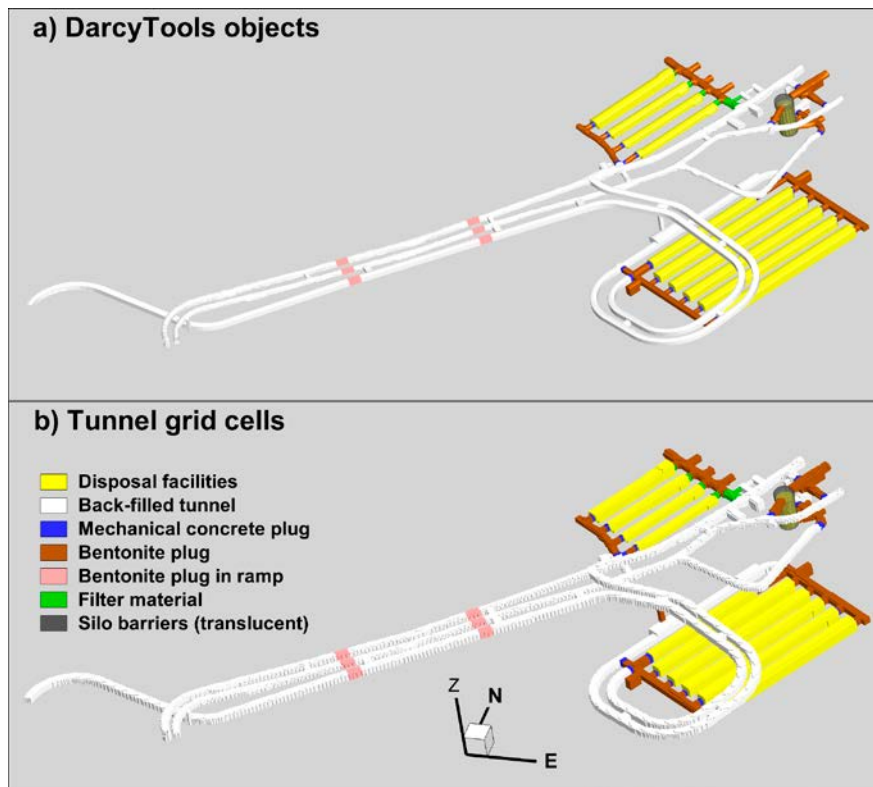 a) DarcyTools objects
b) Tunnel grid cells
Disposal facilities
Back-filled tunnel
Mechanical concrete plug
Bentonite plug
Bentonite plug in ramp
Filter material
Silo barriers (translucent)
Z
N
E